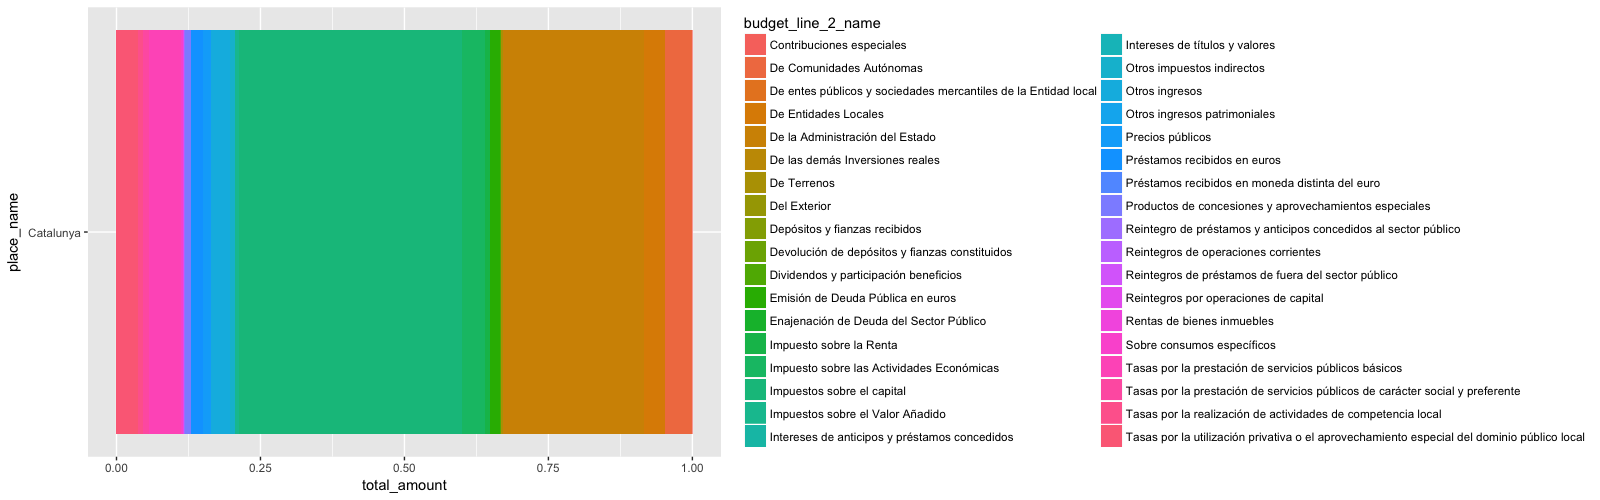 budget_line_2_name
Contribuciones especiales
De Comunidades Autónomas
De entes públicos y sociedades mercantiles de la Entidad local
De Entidades Locales
De la Administración del Estado
De las demás Inversiones reales
De Terrenos
Del Exterior
Depósitos y fianzas recibidos
Devolución de depósitos y fianzas constituidos
Dividendos y participación beneficios
Emisión de Deuda Pública en euros
Enajenación de Deuda del Sector Público
Impuesto sobre la Renta
Impuesto sobre las Actividades Económicas
Impuestos sobre el capital
Impuestos sobre el Valor Añadido
Intereses de anticipos y préstamos concedidos
Intereses de títulos y valores
Otros impuestos indirectos
Otros ingresos
Otros ingresos patrimoniales
Precios públicos
Préstamos recibidos en euros
Préstamos recibidos en moneda distinta del euro
Productos de concesiones y aprovechamientos especiales
Reintegro de préstamos y anticipos concedidos al sector público
Reintegros de operaciones corrientes
Reintegros de préstamos de fuera del sector público
Reintegros por operaciones de capital
Rentas de bienes inmuebles
Sobre consumos específicos
Tasas por la prestación de servicios públicos básicos
Tasas por la prestación de servicios públicos de carácter social y preferente
Tasas por la realización de actividades de competencia local
Tasas por la utilización privativa o el aprovechamiento especial del dominio público local
place_name
Catalunya
0.00 0.25 0.50 0.75 1.00
total_amount